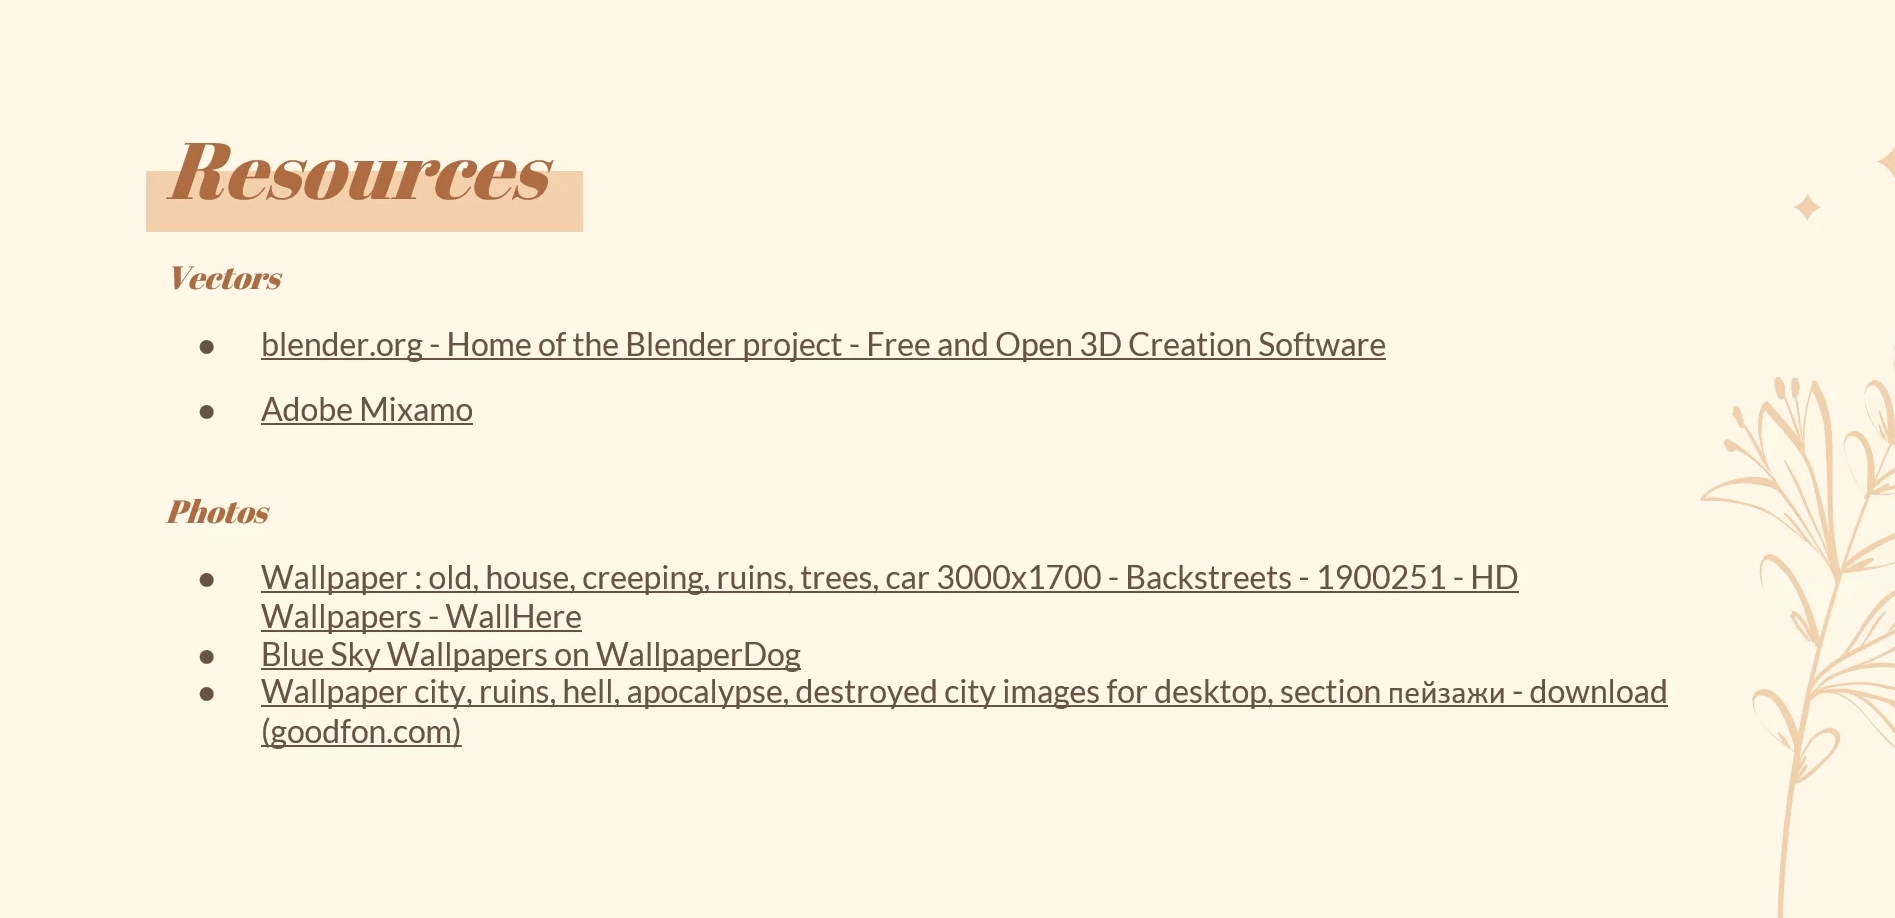 Resources
Vectors
● blender.org - Home of the Blender project - Free and Open 3D Creation Software
● Adobe Mixamo
Photos
● Wallpaper : old, house, creeping, ruins, trees, car 3000x1700 - Backstreets - 1900251 - HD
Wallpapers - WallHere
● Blue Sky Wallpapers on WallpaperDog
● Wallpaper city, ruins, hell, apocalypse, destroyed city images for desktop, section пейзажи - download
(goodfon.com)